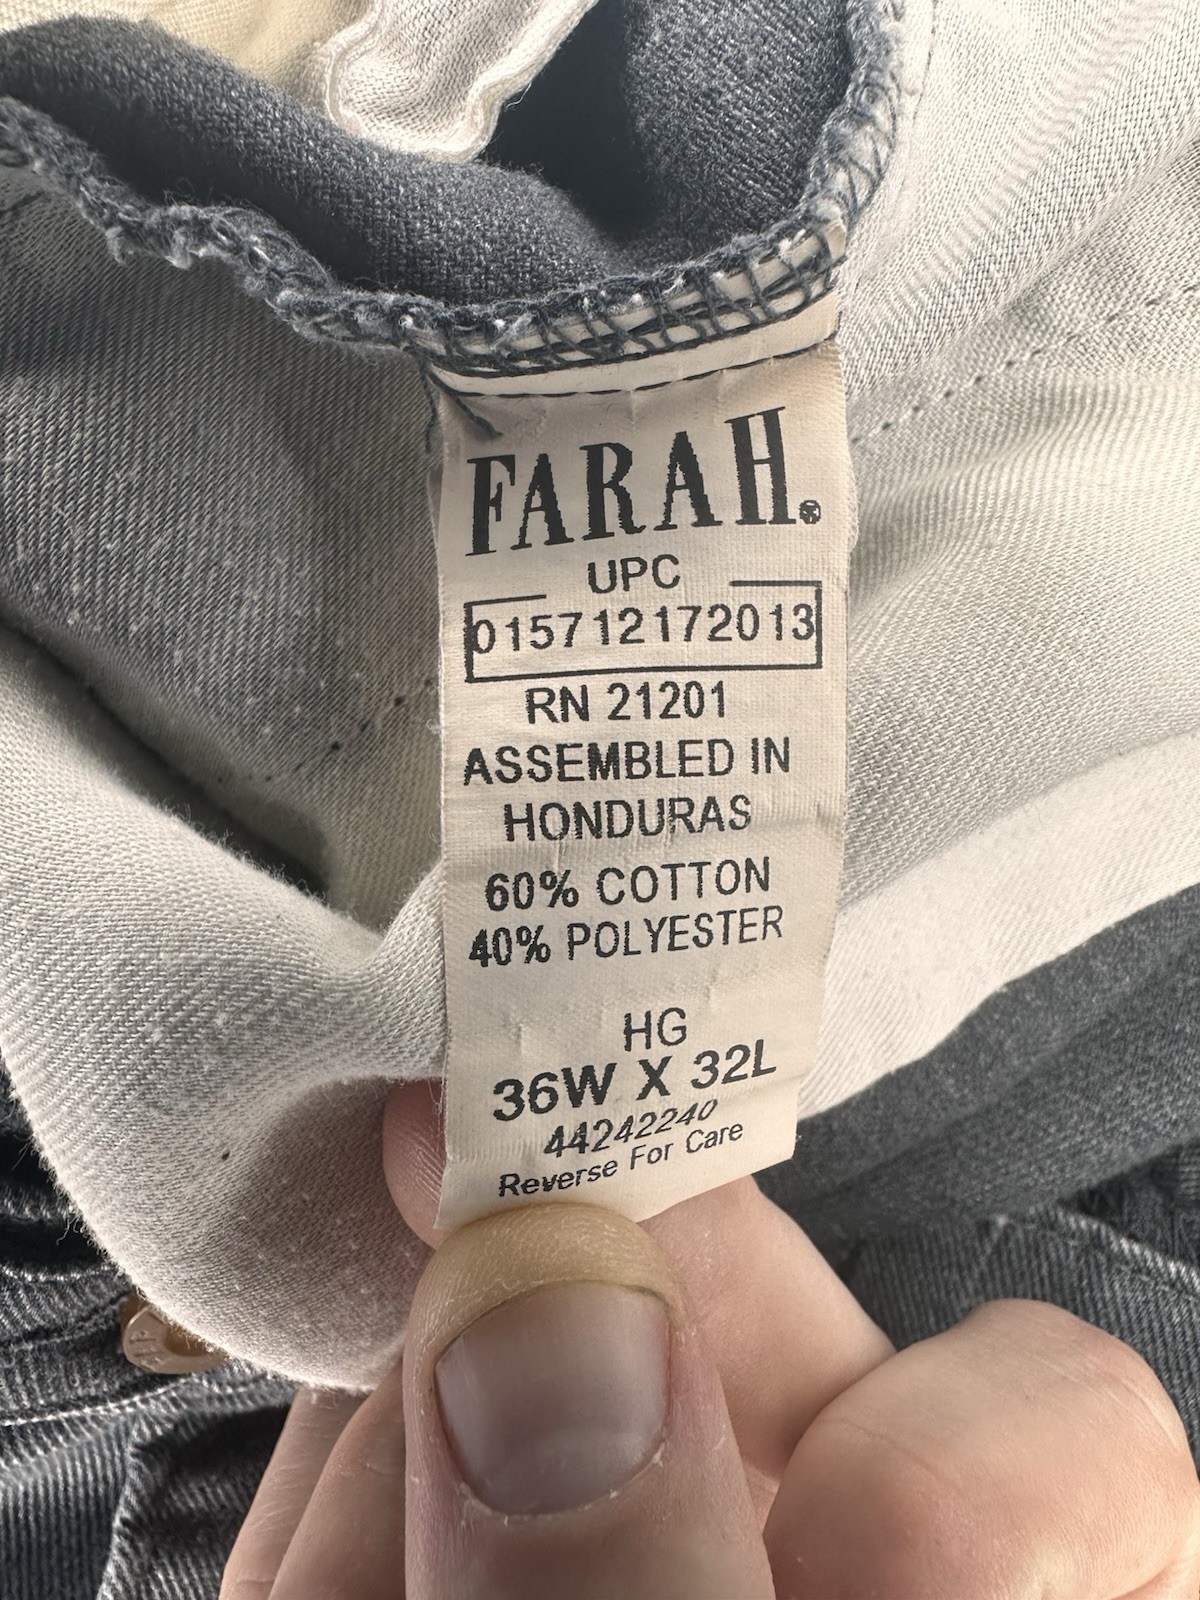 FARAH®
UPC
015712172013
RN 21201
ASSEMBLED IN
HONDURAS
60% COTTON
40% POLYESTER
HG
36W X 32L
44242240
Reverse For Care